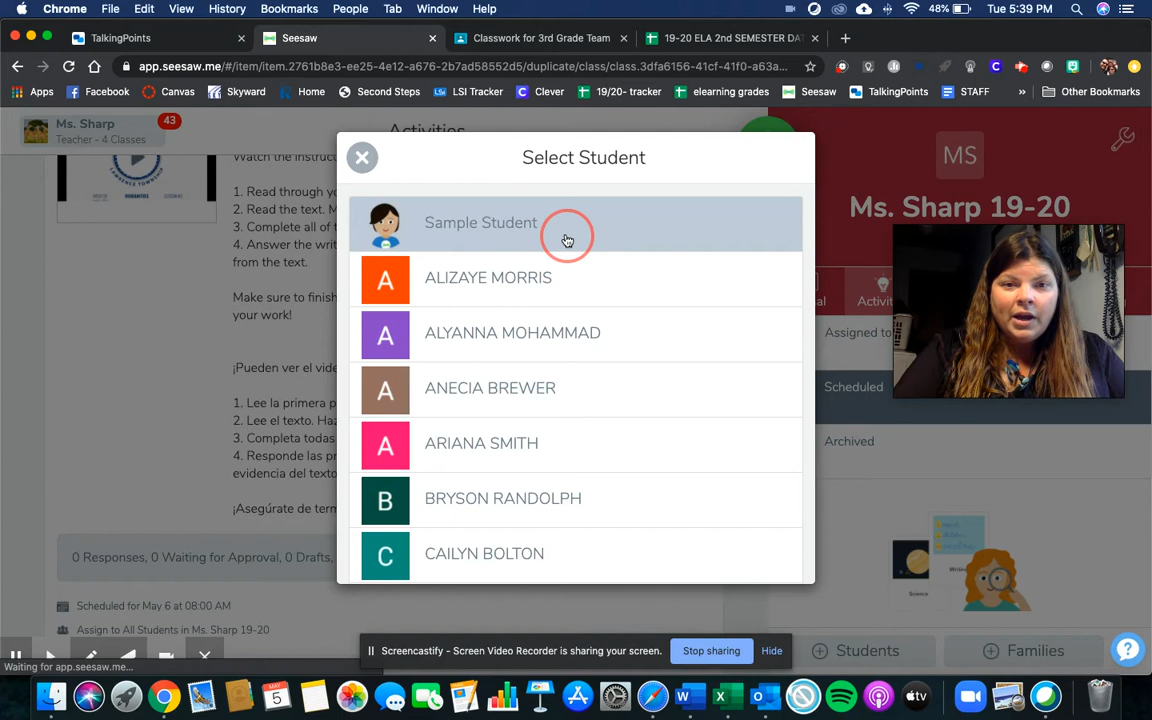 Chrome File Edit View History Bookmarks People Tab Window Help 48% Tue 5:39 PM
TalkingPoints Seesaw Classwork for 3rd Grade Team 19-20 ELA 2nd SEMESTER DAT
app.seesaw.me/#/item/item.2761b8e3-ee25-4e12-a676-2b7ad58552d5/duplicate/class/class.3dfa6156-41cf-41f0-a63a...
Apps Facebook Canvas Skyward Home Second Steps LSI Tracker Clever 19/20- tracker elearning grades Seesaw TalkingPoints STAFF » Other Bookmarks
Ms. Sharp 43
Teacher - 4 Classes
Activities
MS
Ms. Sharp 19-20
Select Student
Sample Student
ALIZAYE MORRIS
ALYANNA MOHAMMAD
ANECIA BREWER
ARIANA SMITH
BRYSON RANDOLPH
CAILYN BOLTON
A
A
A
A
B
C
LAWRENCE TOWNSHIP
Watch the instruc
1. Read through yo
2. Read the text. M
3. Complete all of t
4. Answer the writ
from the text.
Make sure to finish
your work!
¡Pueden ver el vide
1. Lee la primera p
2. Lee el texto. Haz
3. Completa todas
4. Responde las pr
evidencia del texto
¡Asegúrate de term
0 Responses, 0 Waiting for Approval, 0 Drafts,
Scheduled for May 6 at 08:00 AM
Assign to All Students in Ms. Sharp 19-20
al Activit
Assigned to
Scheduled
Archived
Science
Students Families
Screencastify - Screen Video Recorder is sharing your screen. Stop sharing Hide
Waiting for app.seesaw.me...
MAY
5
tv